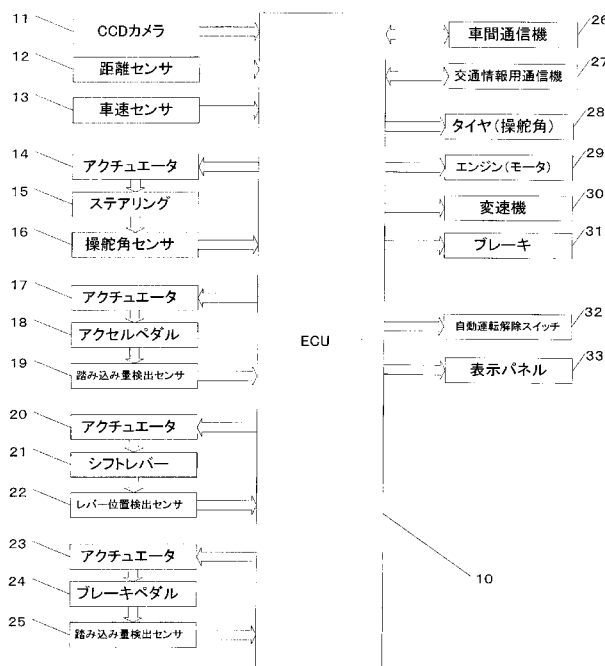 11 CCDカメラ
12 距離センサ
13 車速センサ
14 アクチュエータ
15 ステアリング
16 操舵角センサ
17 アクチュエータ
18 アクセルペダル
19 踏み込み量検出センサ
20 アクチュエータ
21 シフトレバー
22 レバー位置検出センサ
23 アクチュエータ
24 ブレーキペダル
25 踏み込み量検出センサ
ECU
10
車間通信機 26
交通情報用通信機 27
タイヤ(操舵角) 28
エンジン(モータ) 29
変速機 30
ブレーキ 31
自動運転解除スイッチ 32
表示パネル 33